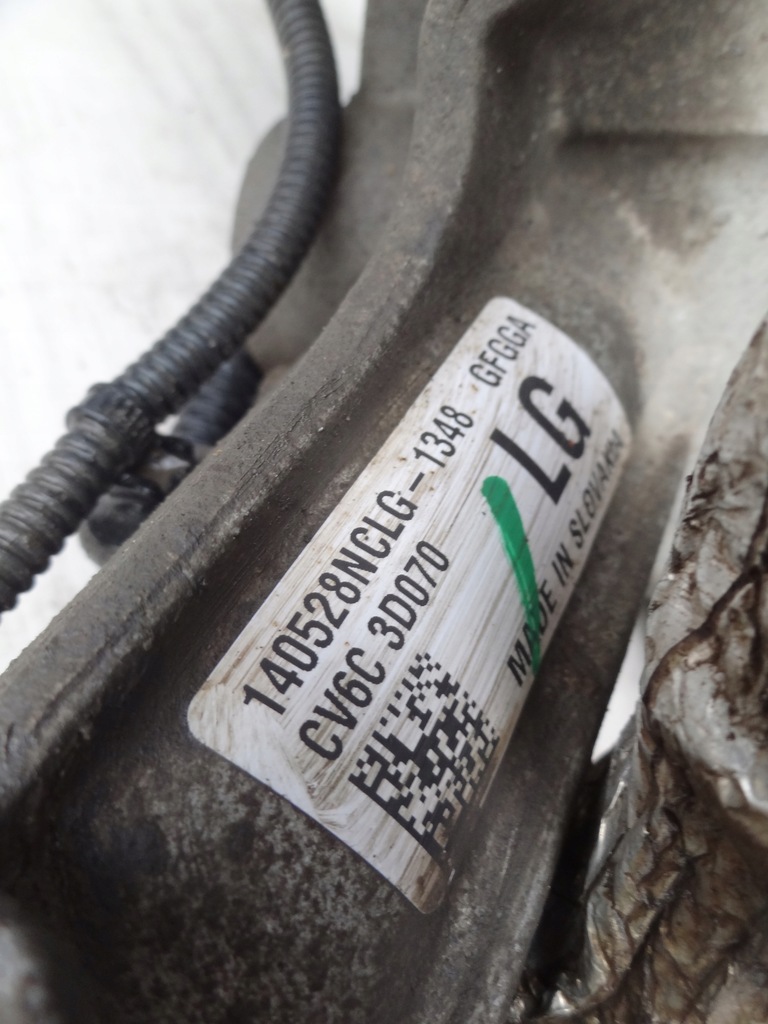 140528NCLG-1348 GFGGA
CV6C 3D070
LG
MADE IN SLOVAKIA